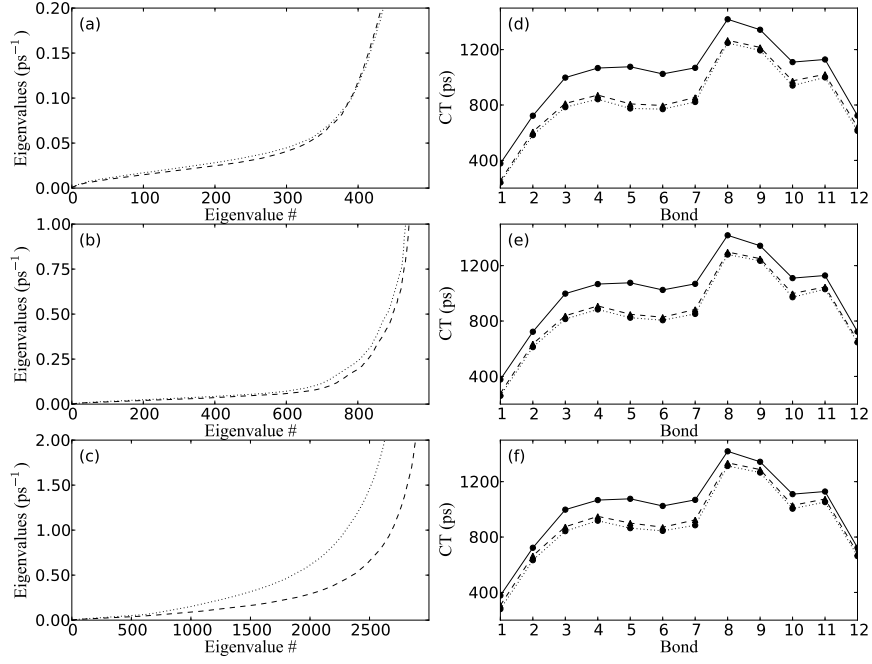 (a)
Eigenvalues (ps⁻¹)
0.20
0.15
0.10
0.05
0.00
0 100 200 300 400
Eigenvalue #
(d)
CT (ps)
1200
800
400
1 2 3 4 5 6 7 8 9 10 11 12
Bond
(b)
Eigenvalues (ps⁻¹)
1.00
0.75
0.50
0.25
0.00
0 200 400 600 800
Eigenvalue #
(e)
CT (ps)
1200
800
400
1 2 3 4 5 6 7 8 9 10 11 12
Bond
(c)
Eigenvalues (ps⁻¹)
2.00
1.50
1.00
0.50
0.00
0 500 1000 1500 2000 2500
Eigenvalue #
(f)
CT (ps)
1200
800
400
1 2 3 4 5 6 7 8 9 10 11 12
Bond